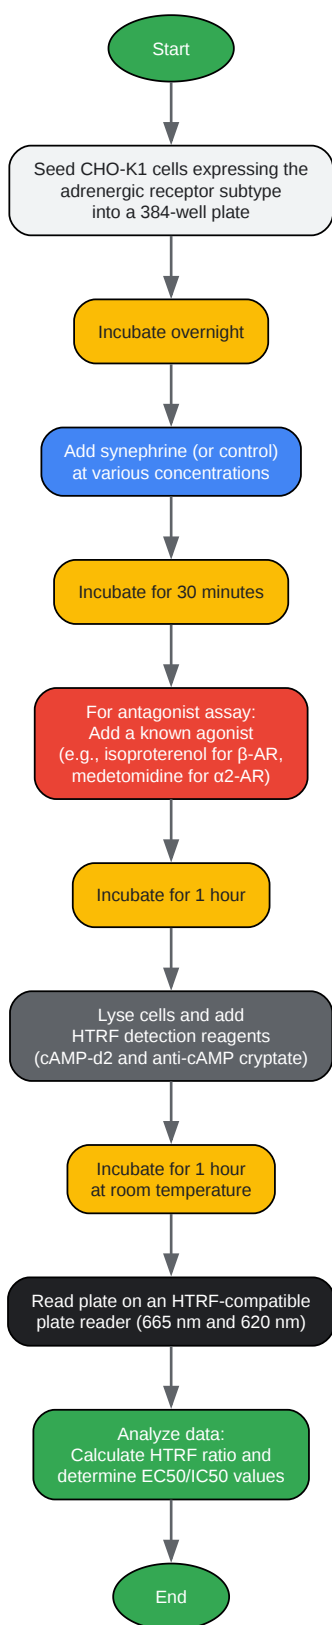 Start
Seed CHO-K1 cells expressing the
adrenergic receptor subtype
into a 384-well plate
Incubate overnight
Add synephrine (or control)
at various concentrations
Incubate for 30 minutes
For antagonist assay:
Add a known agonist
(e.g., isoproterenol for β-AR,
medetomidine for α2-AR)
Incubate for 1 hour
Lyse cells and add
HTRF detection reagents
(cAMP-d2 and anti-cAMP cryptate)
Incubate for 1 hour
at room temperature
Read plate on an HTRF-compatible
plate reader (665 nm and 620 nm)
Analyze data:
Calculate HTRF ratio and
determine EC50/IC50 values
End